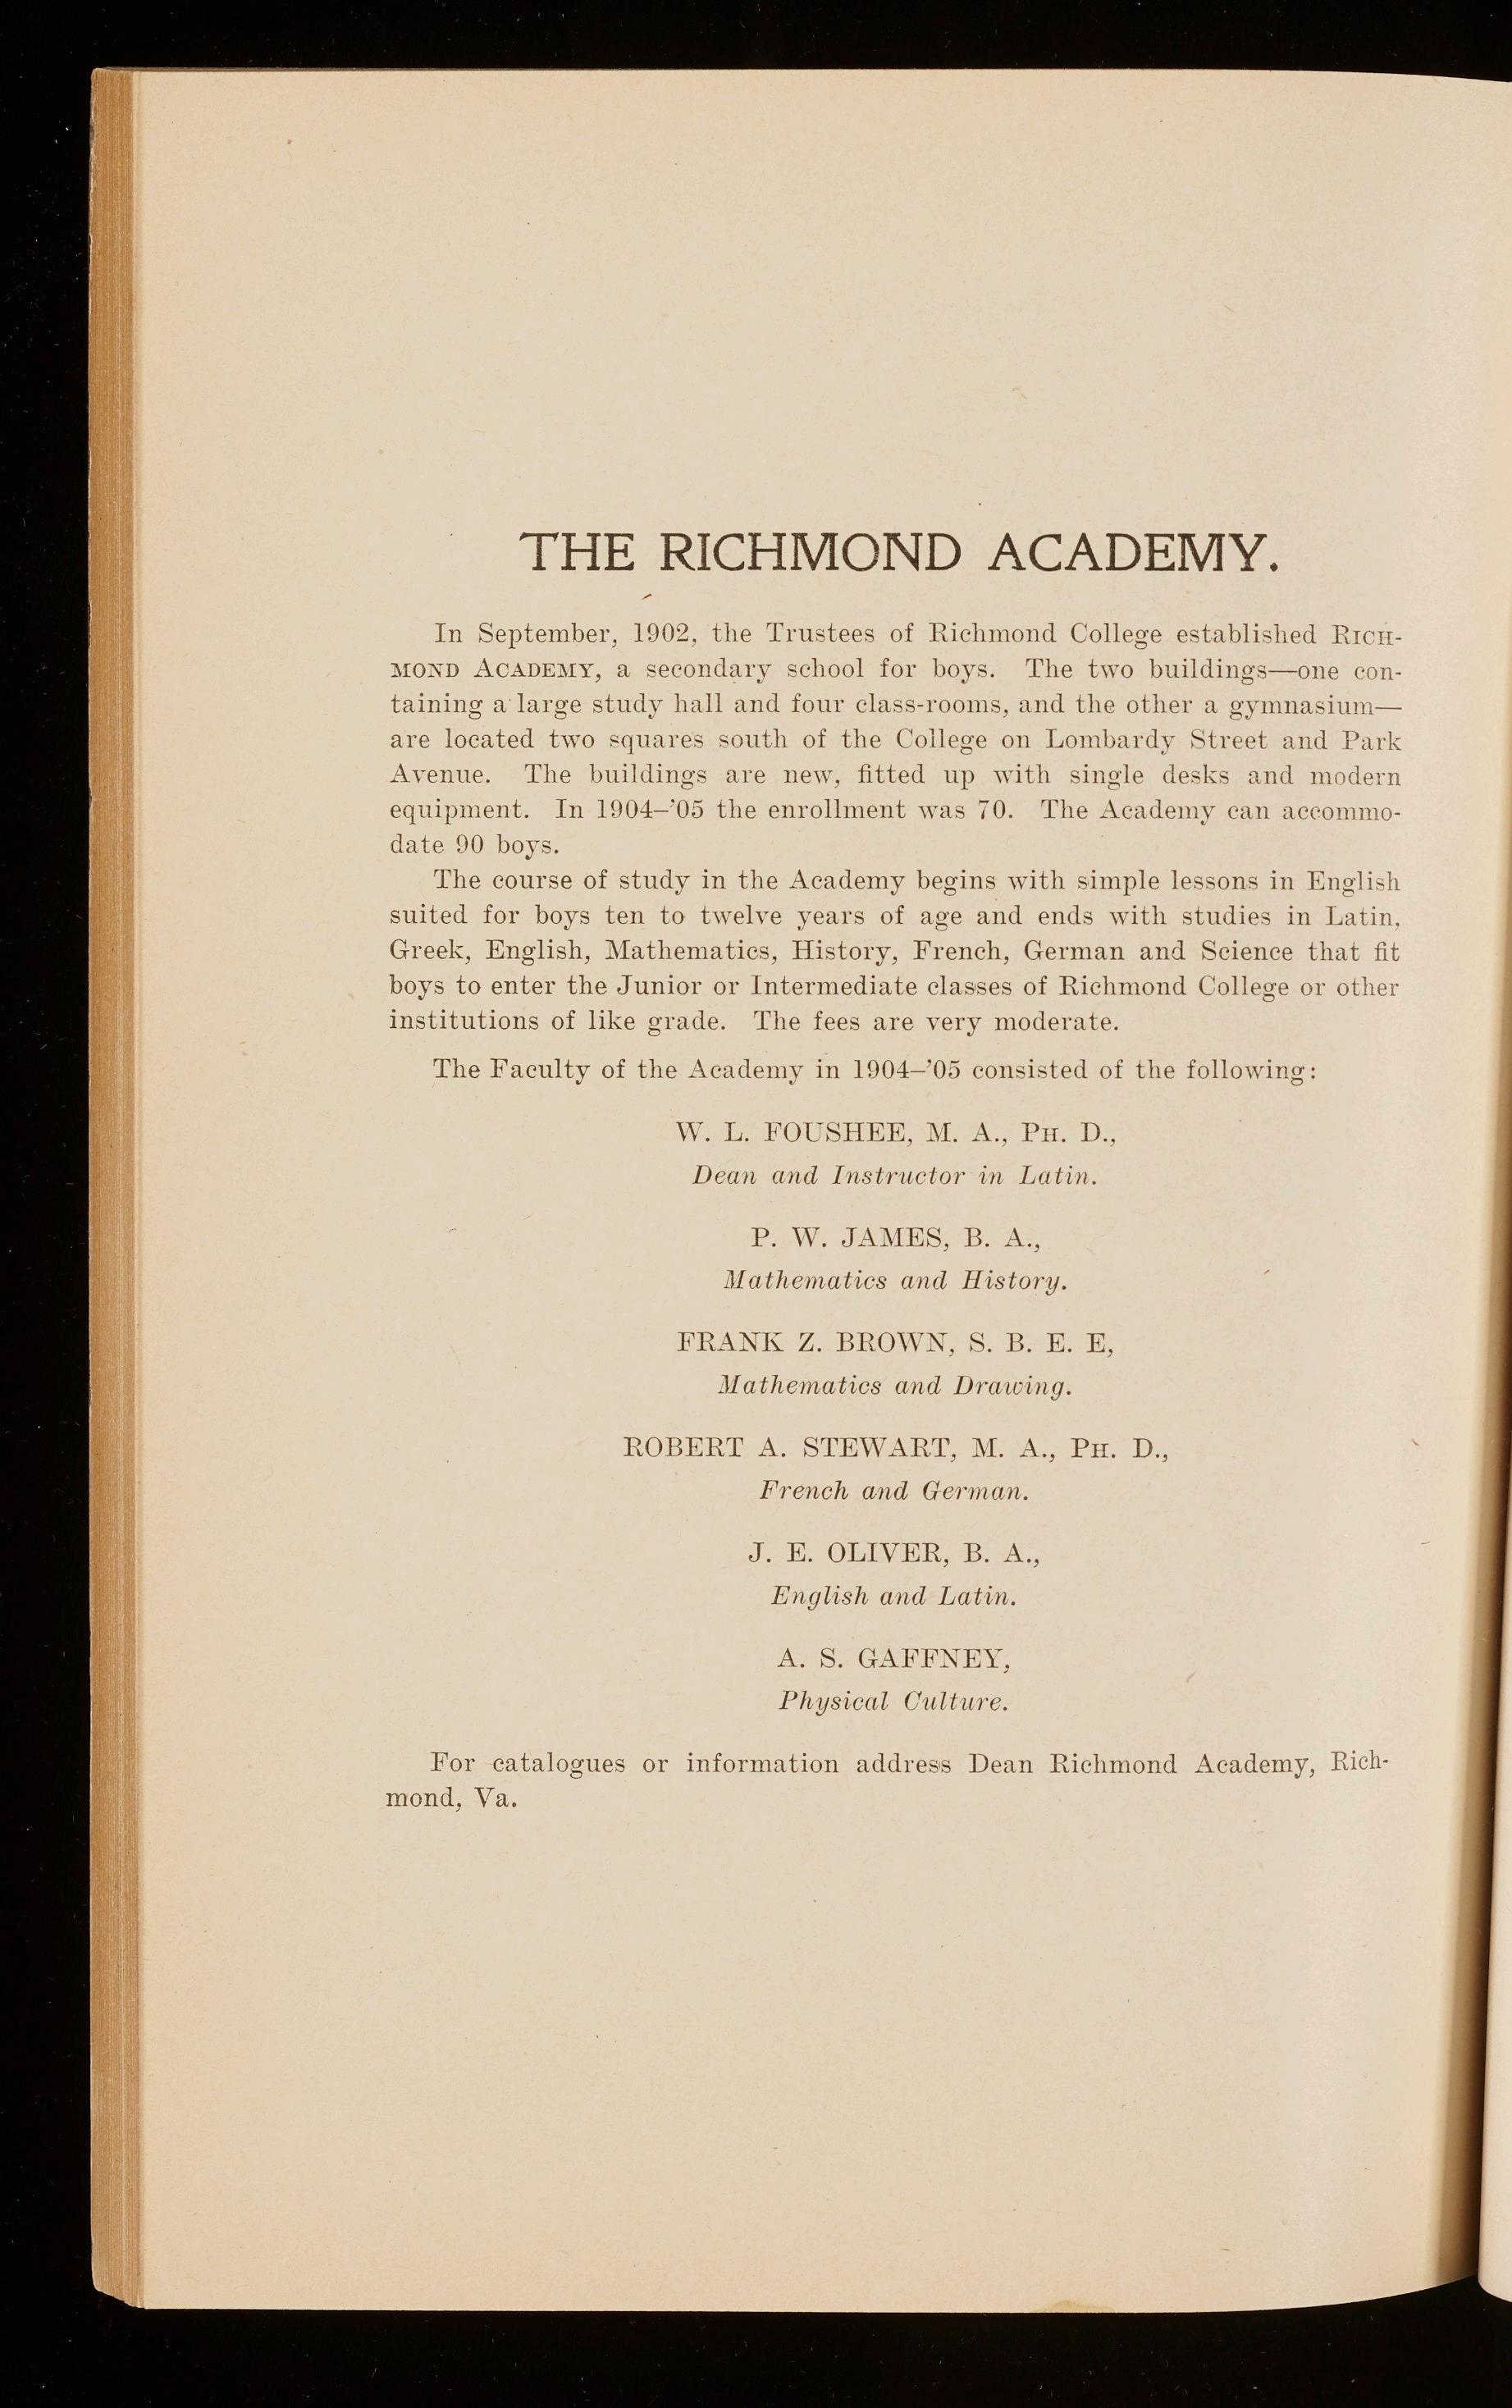 THE RICHMOND ACADEMY.
In September, 1902, the Trustees of Richmond College established RICH-
MOND ACADEMY, a secondary school for boys. The two buildings—one con-
taining a large study hall and four class-rooms, and the other a gymnasium—
are located two squares south of the College on Lombardy Street and Park
Avenue. The buildings are new, fitted up with single desks and modern
equipment. In 1904–'05 the enrollment was 70. The Academy can accommo-
date 90 boys.
The course of study in the Academy begins with simple lessons in English
suited for boys ten to twelve years of age and ends with studies in Latin,
Greek, English, Mathematics, History, French, German and Science that fit
boys to enter the Junior or Intermediate classes of Richmond College or other
institutions of like grade. The fees are very moderate.
The Faculty of the Academy in 1904–'05 consisted of the following:
W. L. FOUSHEE, M. A., PH. D.,
Dean and Instructor in Latin.
P. W. JAMES, B. A.,
Mathematics and History.
FRANK Z. BROWN, S. B. E. E,
Mathematics and Drawing.
ROBERT A. STEWART, M. A., PH. D.,
French and German.
J. E. OLIVER, B. A.,
English and Latin.
A. S. GAFFNEY,
Physical Culture.
For catalogues or information address Dean Richmond Academy, Rich-
mond, Va.